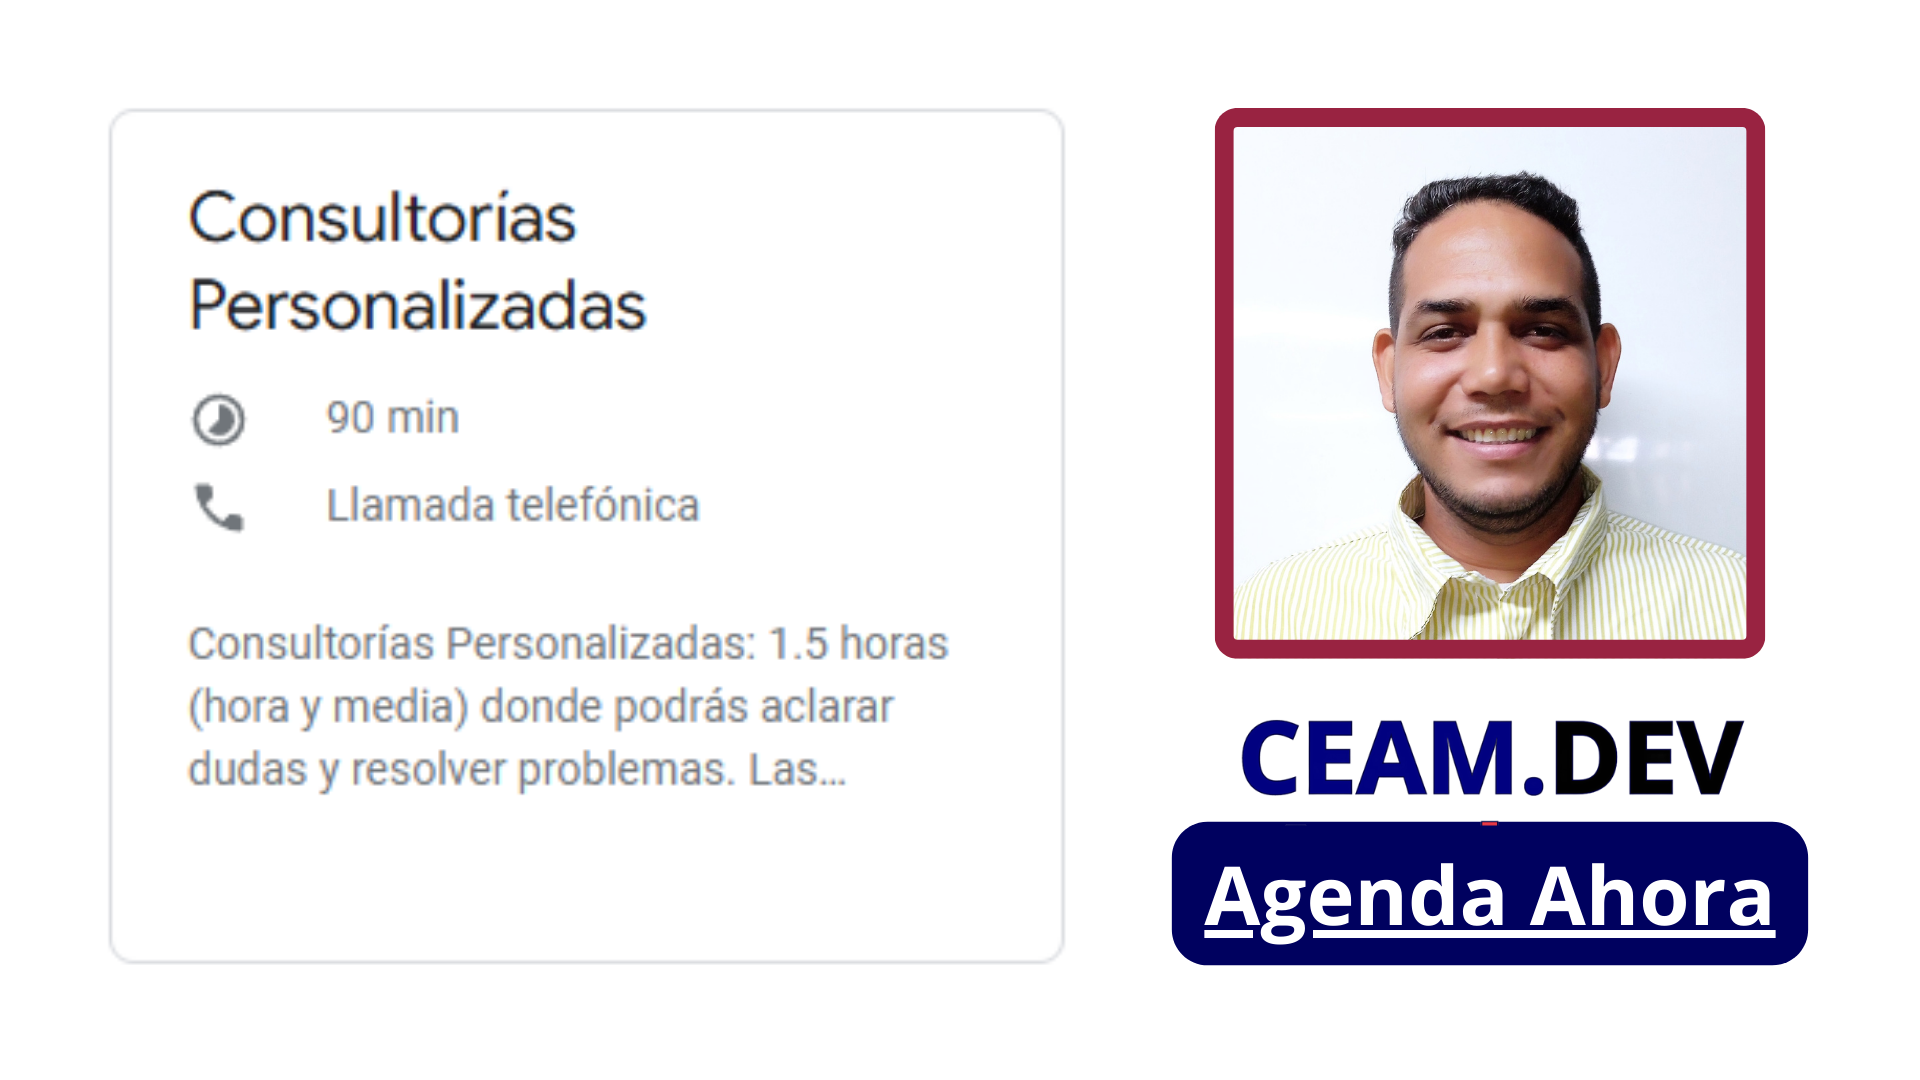 Consultorías
Personalizadas
90 min
Llamada telefónica
Consultorías Personalizadas: 1.5 horas
(hora y media) donde podrás aclarar
dudas y resolver problemas. Las...
CEAM.DEV
Agenda Ahora